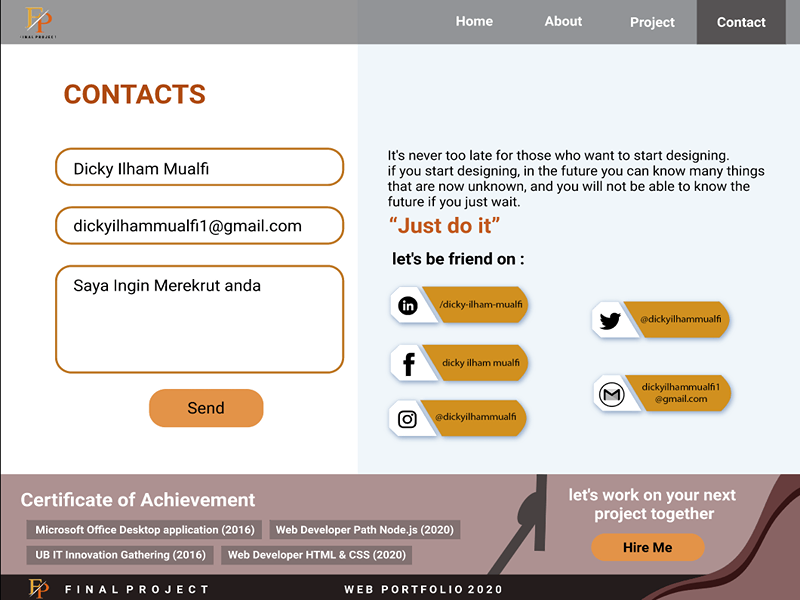 FP
FINAL PROJECT
Home
About
Project
Contact
CONTACTS
Dicky Ilham Mualfi
dickyilhammualfi1@gmail.com
Saya Ingin Merekrut anda
Send
It's never too late for those who want to start designing.
if you start designing, in the future you can know many things
that are now unknown, and you will not be able to know the
future if you just wait.
“Just do it”
let's be friend on :
in
/dicky-ilham-mualfi
@dickyilhammualfi
f
dicky ilham mualfi
dickyilhammualfi1
@gmail.com
@dickyilhammualfi
Certificate of Achievement
Microsoft Office Desktop application (2016)
Web Developer Path Node.js (2020)
UB IT Innovation Gathering (2016)
Web Developer HTML & CSS (2020)
let's work on your next
project together
Hire Me
FP
FINAL PROJECT
WEB PORTFOLIO 2020